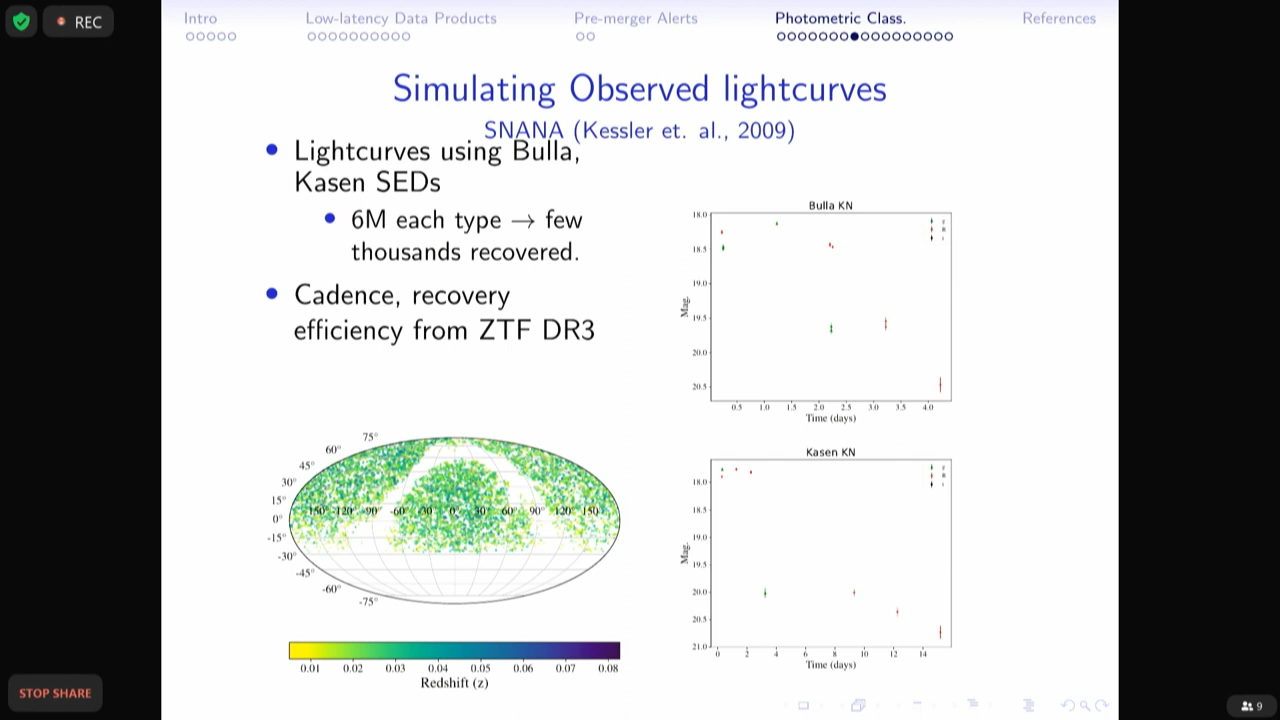 REC
Intro
Low-latency Data Products
Pre-merger Alerts
Photometric Class.
References
Simulating Observed lightcurves
SNANA (Kessler et. al., 2009)
• Lightcurves using Bulla,
Kasen SEDs
• 6M each type → few
thousands recovered.
• Cadence, recovery
efficiency from ZTF DR3
Bulla KN
18.0
18.5
19.0
19.5
20.0
20.5
Mag.
0.5 1.0 1.5 2.0 2.5 3.0 3.5 4.0
Time (days)
Kasen KN
18.0
18.5
19.0
19.5
20.0
20.5
21.0
Mag.
0 2 4 6 8 10 12 14
Time (days)
75°
60°
45°
30°
15°
0°
-15°
-30°
-45°
-60°
-75°
-150° -120° -90° -60° -30° 0° 30° 60° 90° 120° 150°
0.01 0.02 0.03 0.04 0.05 0.06 0.07 0.08
Redshift (z)
STOP SHARE
9